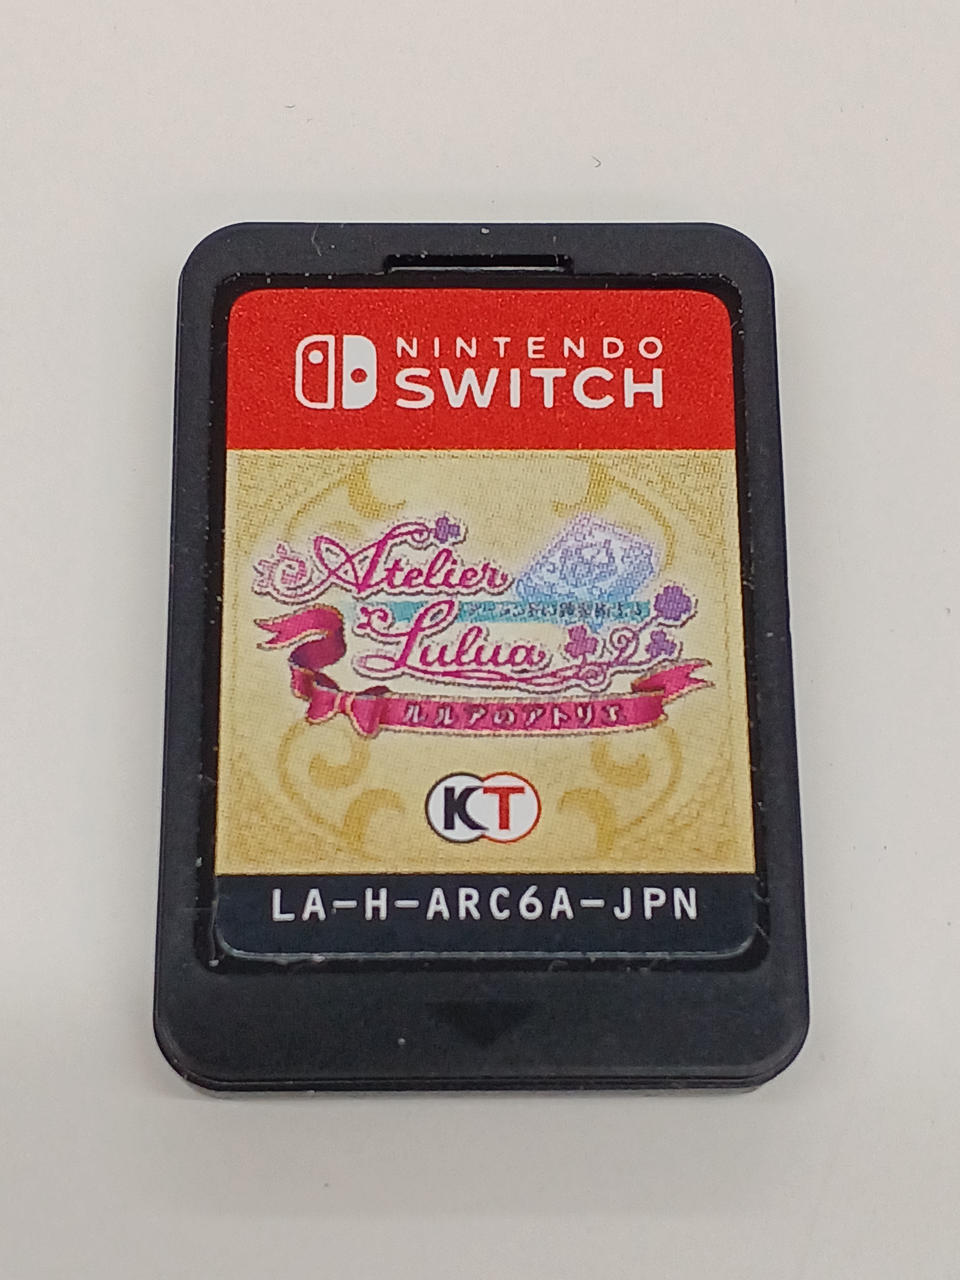 NINTENDO
SWITCH
Atelier
Lulua
ルルアのアトリエ
KT
LA-H-ARC6A-JPN